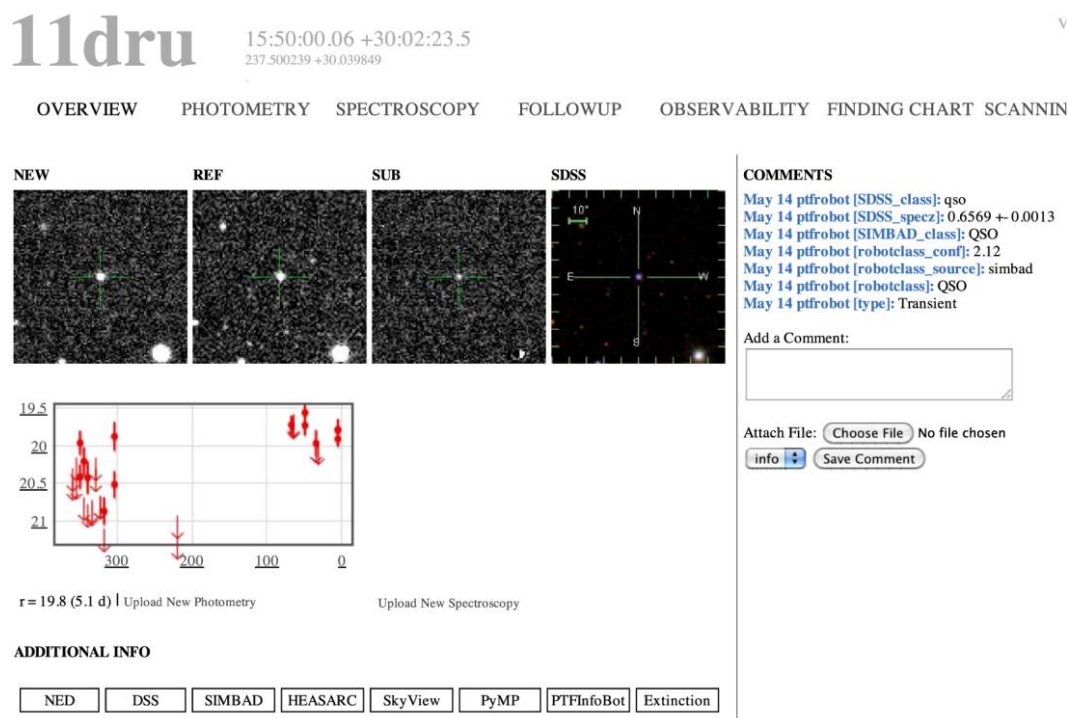 11dru
15:50:00.06 +30:02:23.5
237.500239 +30.039849
V
OVERVIEW PHOTOMETRY SPECTROSCOPY FOLLOWUP OBSERVABILITY FINDING CHART SCANNIN
NEW REF SUB SDSS
10"
N
E
W
S
19.5
20
20.5
21
300 200 100 0
r = 19.8 (5.1 d) | Upload New Photometry
Upload New Spectroscopy
ADDITIONAL INFO
NED DSS SIMBAD HEASARC SkyView PyMP PTFInfoBot Extinction
COMMENTS
May 14 ptfrobot [SDSS_class]: qso
May 14 ptfrobot [SDSS_specz]: 0.6569 +- 0.0013
May 14 ptfrobot [SIMBAD_class]: QSO
May 14 ptfrobot [robotclass_conf]: 2.12
May 14 ptfrobot [robotclass_source]: simbad
May 14 ptfrobot [robotclass]: QSO
May 14 ptfrobot [type]: Transient
Add a Comment:
Attach File: Choose File No file chosen
info Save Comment